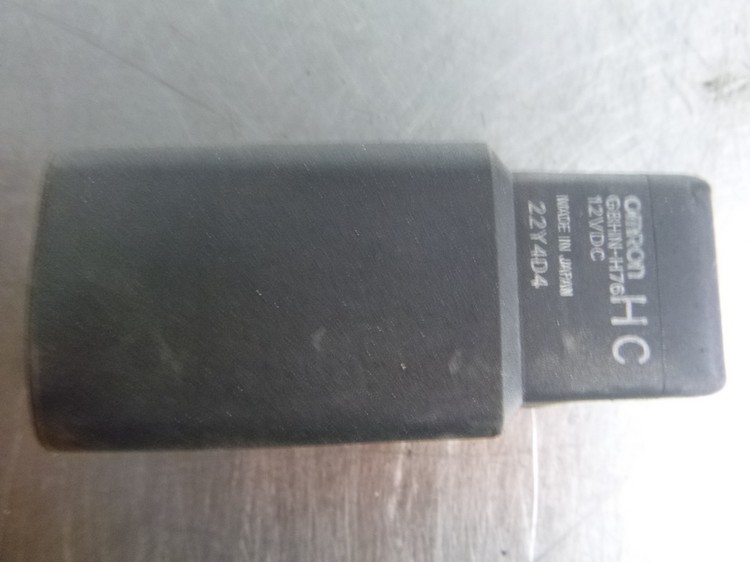 OMRON
G8HN-H76
12VDC
HC
MADE IN JAPAN
22Y4D4